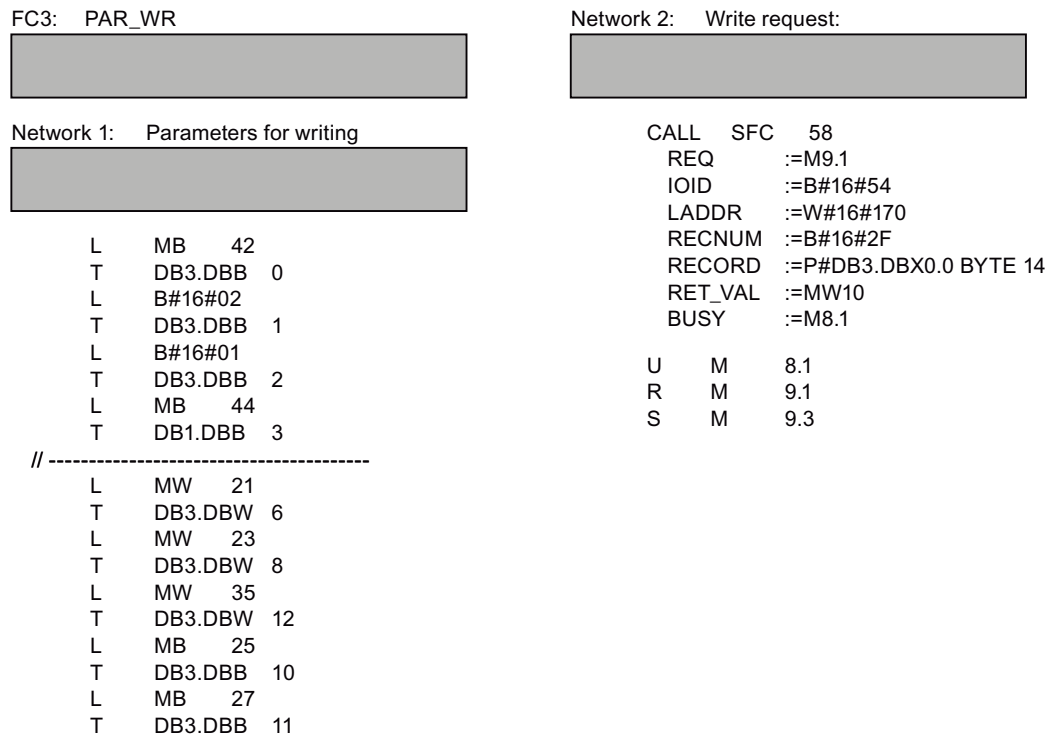 FC3: PAR_WR
Network 1: Parameters for writing
L MB 42
T DB3.DBB 0
L B#16#02
T DB3.DBB 1
L B#16#01
T DB3.DBB 2
L MB 44
T DB1.DBB 3
// ----------------------------------------
L MW 21
T DB3.DBW 6
L MW 23
T DB3.DBW 8
L MW 35
T DB3.DBW 12
L MB 25
T DB3.DBB 10
L MB 27
T DB3.DBB 11
Network 2: Write request:
CALL SFC 58
REQ :=M9.1
IOID :=B#16#54
LADDR :=W#16#170
RECNUM :=B#16#2F
RECORD :=P#DB3.DBX0.0 BYTE 14
RET_VAL :=MW10
BUSY :=M8.1
U M 8.1
R M 9.1
S M 9.3